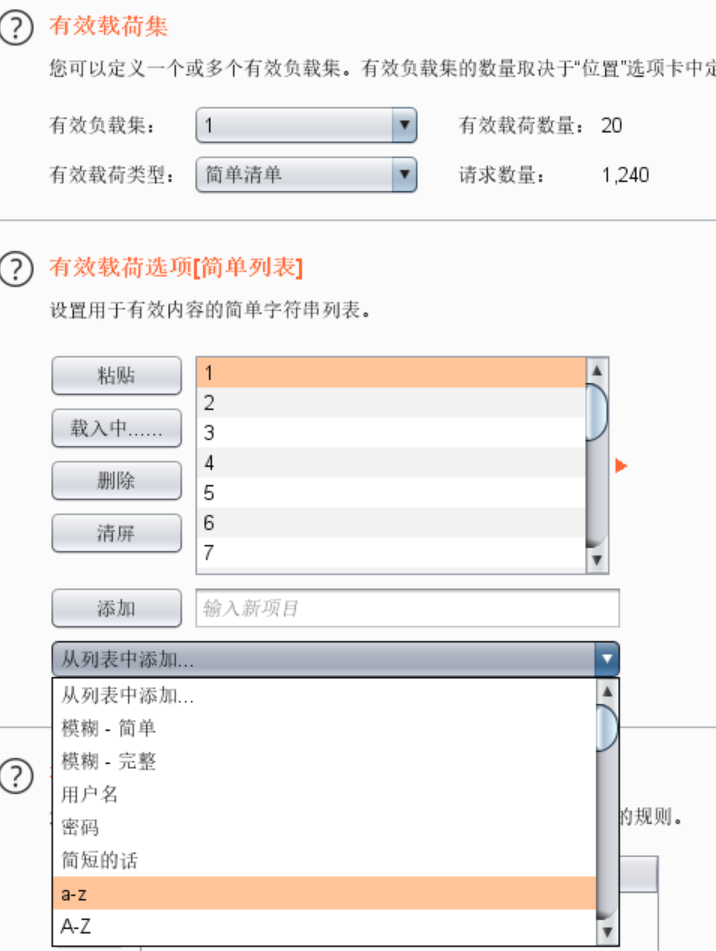 有效载荷集
您可以定义一个或多个有效负载集。有效负载集的数量取决于“位置”选项卡中定
有效负载集： 1 有效载荷数量： 20
有效载荷类型： 简单清单 请求数量： 1,240
有效载荷选项[简单列表]
设置用于有效内容的简单字符串列表。
粘贴
载入中......
删除
清屏
1
2
3
4
5
6
7
添加 输入新项目
从列表中添加...
从列表中添加...
模糊 - 简单
模糊 - 完整
用户名
密码
简短的话
a-z
A-Z
的规则。